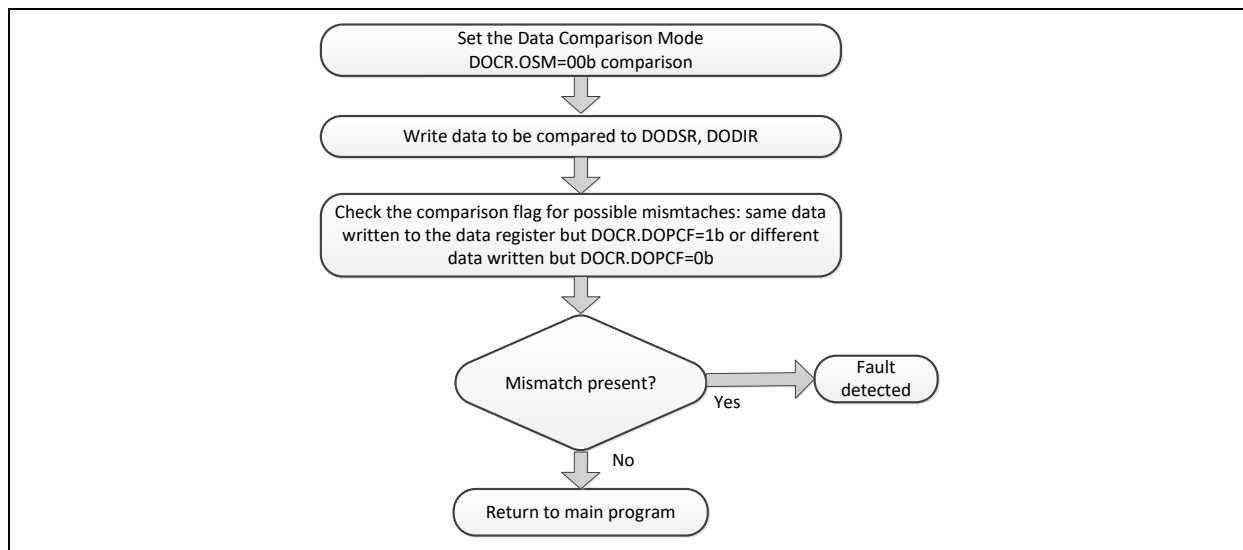 Set the Data Comparison Mode
DOCR.OSM=00b comparison
Write data to be compared to DODSR, DODIR
Check the comparison flag for possible mismtaches: same data
written to the data register but DOCR.DOPCF=1b or different
data written but DOCR.DOPCF=0b
Mismatch present?
Fault
detected
Yes
No
Return to main program